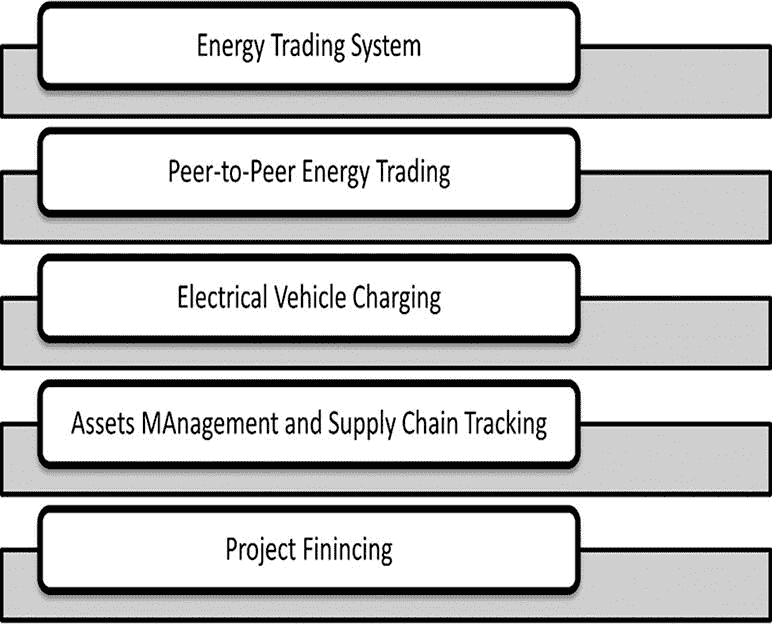 Energy Trading System
Peer-to-Peer Energy Trading
Electrical Vehicle Charging
Assets MAnagement and Supply Chain Tracking
Project Finincing